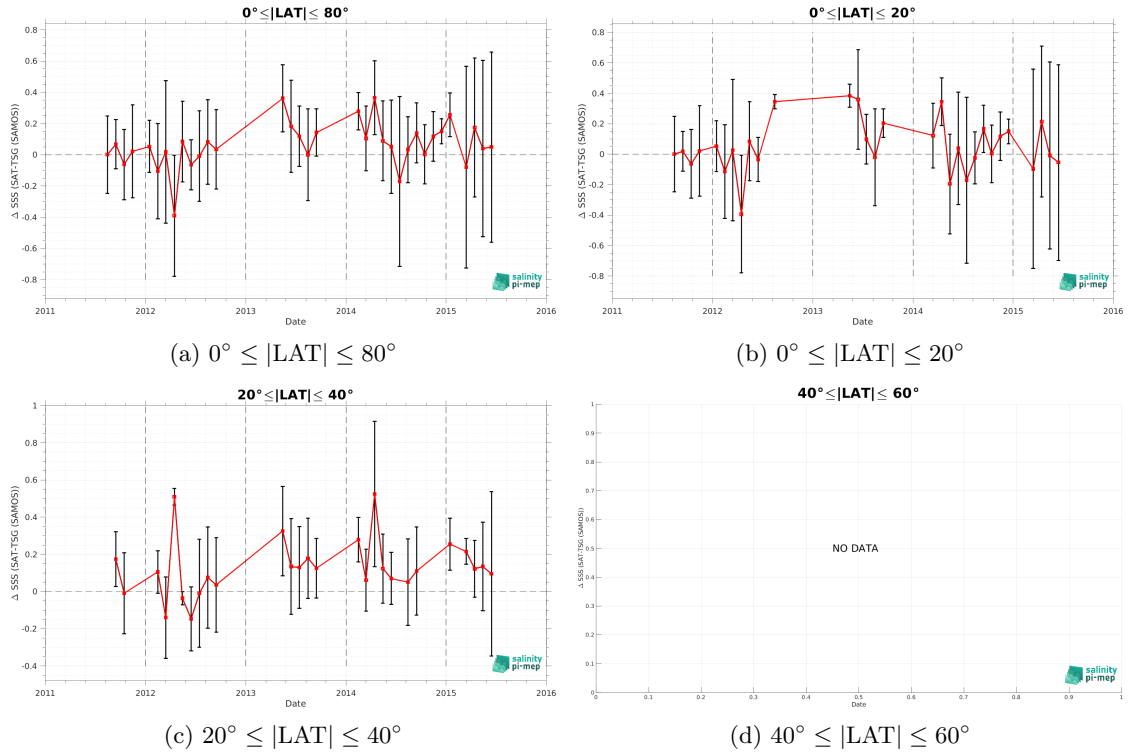 0°≤|LAT|≤ 80°
0.8
0.6
0.4
0.2
0
-0.2
-0.4
-0.6
-0.8
Δ SSS (SAT-TSG (SAMOS))
2011 2012 2013 2014 2015 2016
Date
salinity
pi-mep
(a) 0° ≤ |LAT| ≤ 80°
0°≤|LAT|≤ 20°
0.8
0.6
0.4
0.2
0
-0.2
-0.4
-0.6
-0.8
Δ SSS (SAT-TSG (SAMOS))
2011 2012 2013 2014 2015 2016
Date
salinity
pi-mep
(b) 0° ≤ |LAT| ≤ 20°
20°≤|LAT|≤ 40°
1
0.8
0.6
0.4
0.2
0
-0.2
-0.4
Δ SSS (SAT-TSG (SAMOS))
2011 2012 2013 2014 2015 2016
Date
salinity
pi-mep
(c) 20° ≤ |LAT| ≤ 40°
40°≤|LAT|≤ 60°
1
0.9
0.8
0.7
0.6
0.5
0.4
0.3
0.2
0.1
0
Δ SSS (SAT-TSG (SAMOS))
NO DATA
0 0.1 0.2 0.3 0.4 0.5 0.6 0.7 0.8 0.9 1
Date
salinity
pi-mep
(d) 40° ≤ |LAT| ≤ 60°